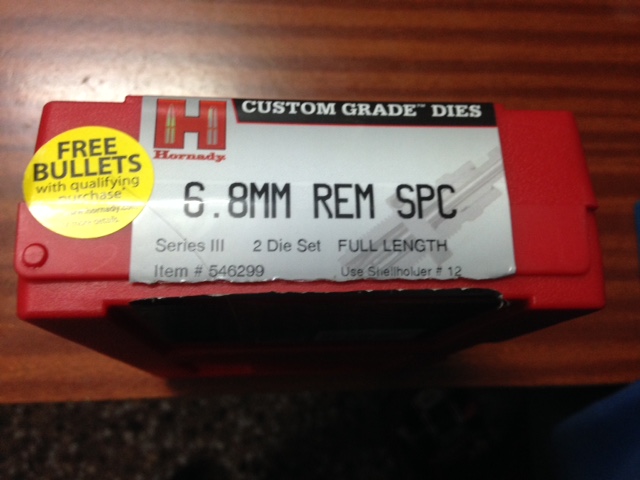 CUSTOM GRADE™ DIES
H
Hornady
FREE
BULLETS
with qualifying
purchase*
6.8MM REM SPC
Series III 2 Die Set FULL LENGTH
Item # 546299 Use Shellholder # 12